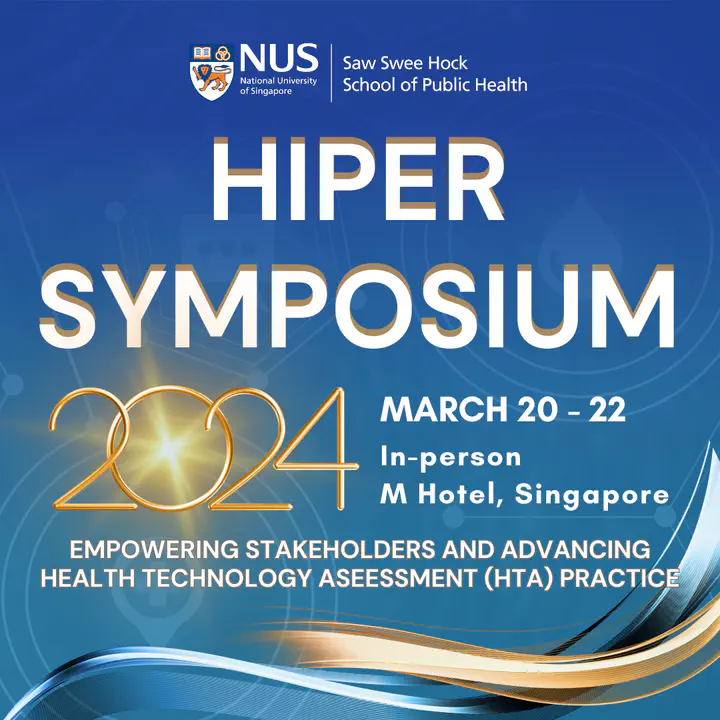 NUS
National University
of Singapore
Saw Swee Hock
School of Public Health
HIPER
SYMPOSIUM
2024
MARCH 20 - 22
In-person
M Hotel, Singapore
EMPOWERING STAKEHOLDERS AND ADVANCING
HEALTH TECHNOLOGY ASEESSMENT (HTA) PRACTICE